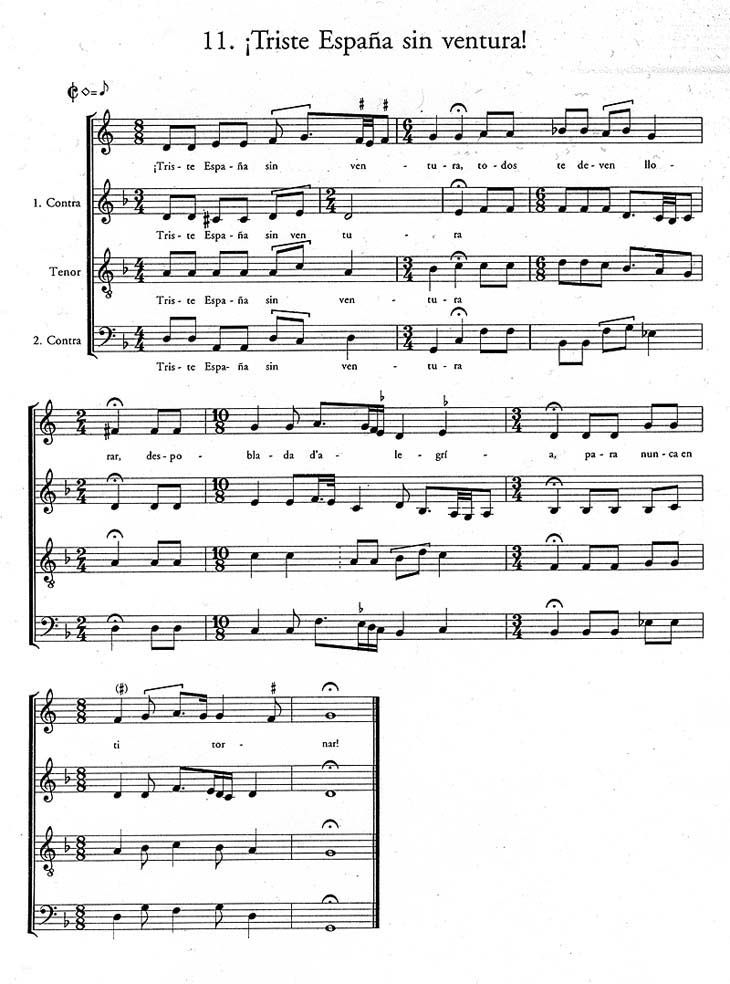 11. ¡Triste España sin ventura!
¡Tris- te Espa - ña sin ven - tu - ra, to - dos te de - ven llo -
1. Contra
Tris- te Espa - ña sin ven tu - ra
Tenor
Tris- te Espa - ña sin ven - tu - ra
2. Contra
Tris- te Espa- ña sin ven- tu - ra
rar, des - po - bla - da d'a - le - grí - a, pa - ra nun - ca en
ti tor - nar!